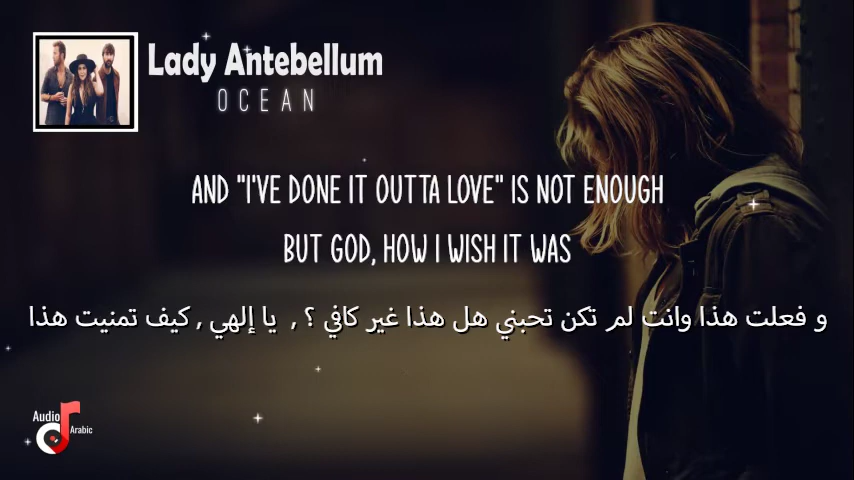 Lady Antebellum
OCEAN
AND "I'VE DONE IT OUTTA LOVE" IS NOT ENOUGH
BUT GOD, HOW I WISH IT WAS
و فعلت هذا وانت لم تكن تحبني هل هذا غير كافي ؟ , يا إلهي , كيف تمنيت هذا
Audio
Arabic